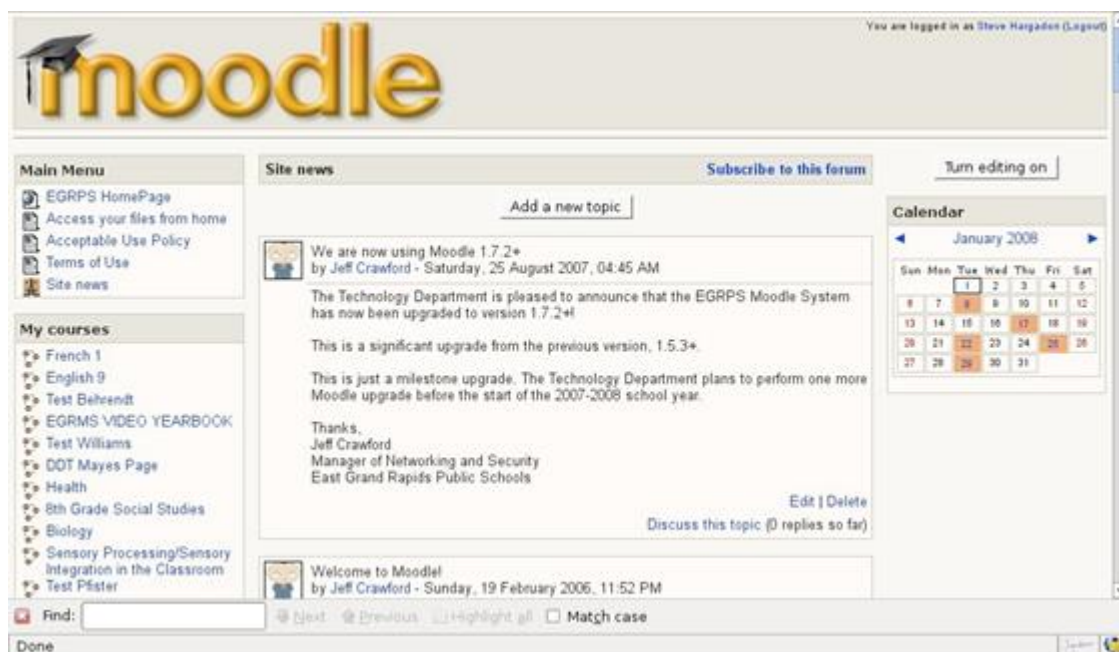 You are logged in as Steve Hargadon (Logout)
moodle
Main Menu
EGRPS HomePage
Access your files from home
Acceptable Use Policy
Terms of Use
Site news
My courses
French 1
English 9
Test Behrendt
EGRMS VIDEO YEARBOOK
Test Williams
DDT Mayes Page
Health
8th Grade Social Studies
Biology
Sensory Processing/Sensory
Integration in the Classroom
Test Pfister
Site news
Subscribe to this forum
Add a new topic
We are now using Moodle 1.7.2+
by Jeff Crawford - Saturday, 25 August 2007, 04:45 AM
The Technology Department is pleased to announce that the EGRPS Moodle System
has now been upgraded to version 1.7.2+!
This is a significant upgrade from the previous version, 1.5.3+.
This is just a milestone upgrade. The Technology Department plans to perform one more
Moodle upgrade before the start of the 2007-2008 school year.
Thanks,
Jeff Crawford
Manager of Networking and Security
East Grand Rapids Public Schools
Edit | Delete
Discuss this topic (0 replies so far)
Welcome to Moodle!
by Jeff Crawford - Sunday, 19 February 2006, 11:52 PM
Turn editing on
Calendar
January 2008
Sun Mon Tue Wed Thu Fri Sat
1 2 3 4 5
6 7 8 9 10 11 12
13 14 15 16 17 18 19
20 21 22 23 24 25 26
27 28 29 30 31
Find:
Next Previous Highlight all Match case
Done